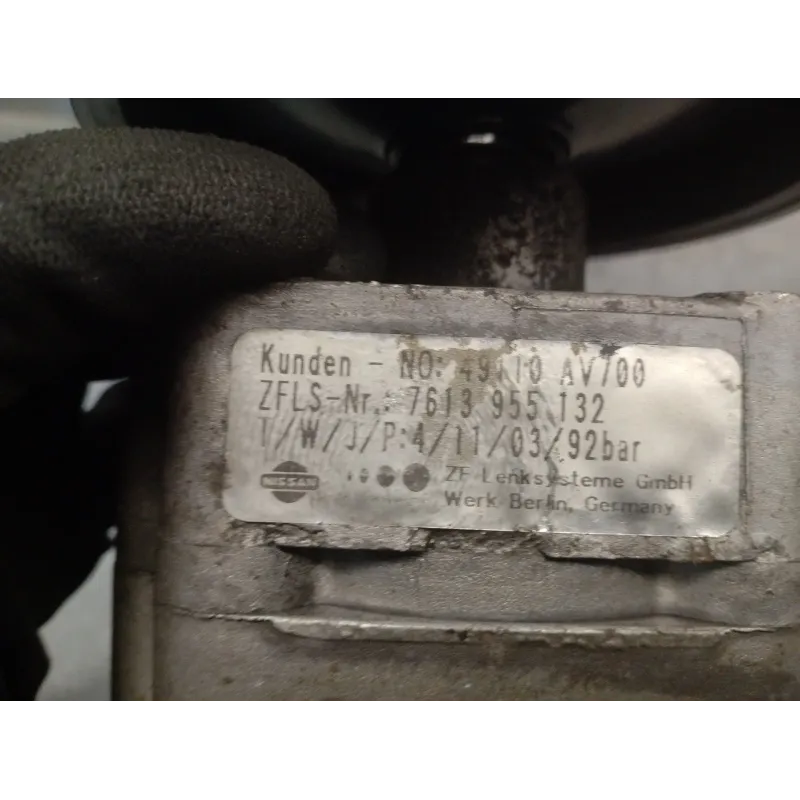 Kunden - NO: 49110 AV700
ZFLS-Nr.: 7613 955 132
T/W/J/P:4/11/03/92bar
NISSAN ZF Lenksysteme GmbH
Werk Berlin, Germany